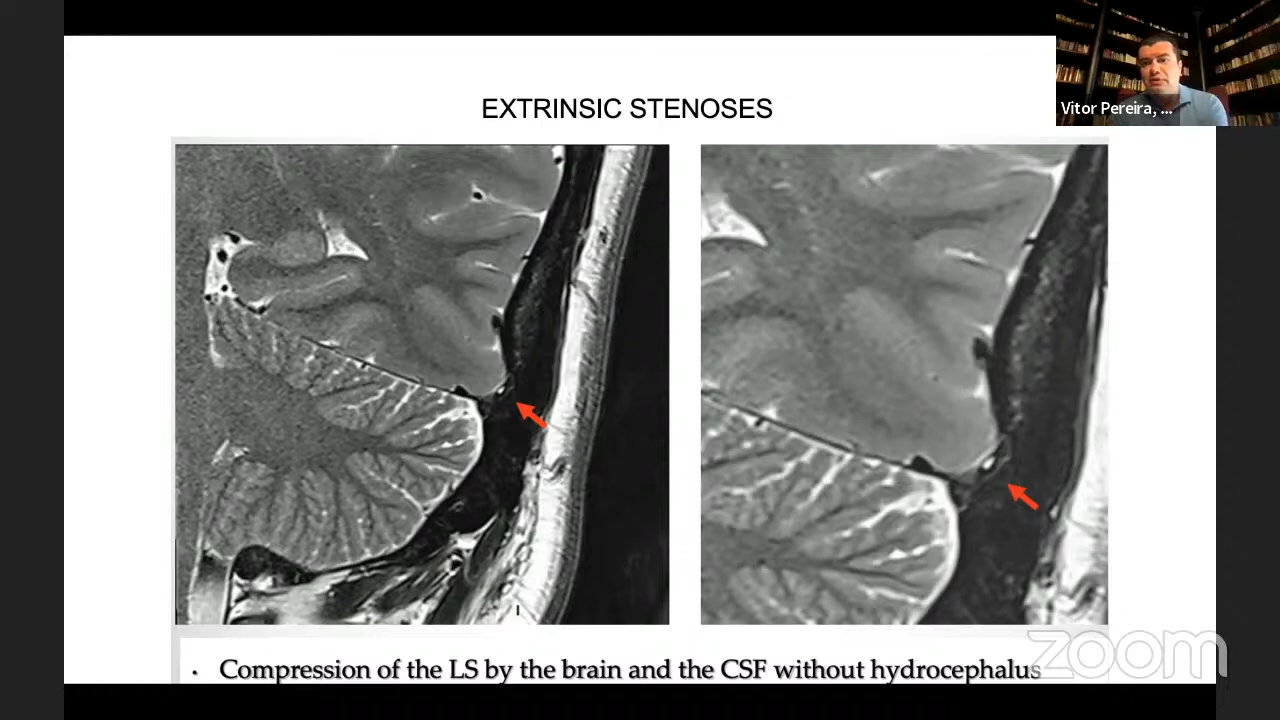 Vitor Pereira, ...
EXTRINSIC STENOSES
· Compression of the LS by the brain and the CSF without hydrocephalus
zoom